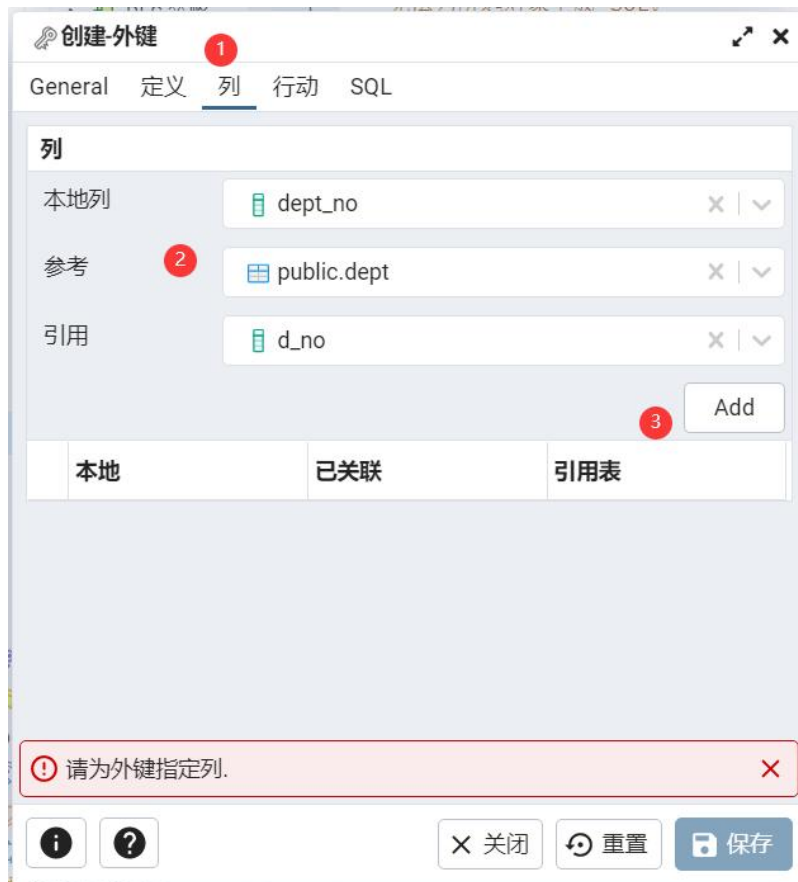 创建-外键
1
General 定义 列 行动 SQL
列
本地列 dept_no
参考 2 public.dept
引用 d_no
Add
3
本地 已关联 引用表
请为外键指定列.
关闭 重置 保存